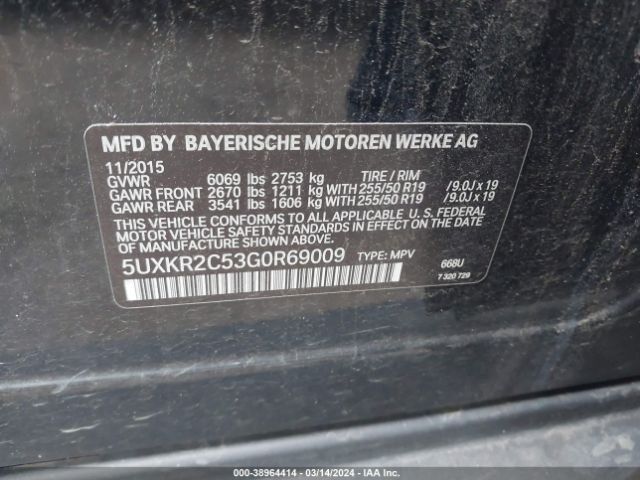 MFD BY BAYERISCHE MOTOREN WERKE AG
11/2015
GVWR 6069 lbs 2753 kg TIRE / RIM
GAWR FRONT 2670 lbs 1211 kg WITH 255/50 R19 /9.0J x 19
GAWR REAR 3541 lbs 1606 kg WITH 255/50 R19 /9.0J x 19
THIS VEHICLE CONFORMS TO ALL APPLICABLE U.S. FEDERAL
MOTOR VEHICLE SAFETY STANDARDS IN EFFECT ON THE DATE
OF MANUFACTURE SHOWN ABOVE.
5UXKR2C53G0R69009 TYPE: MPV 668U
7 320 729
000-38964414 - 03/14/2024 - IAA Inc.